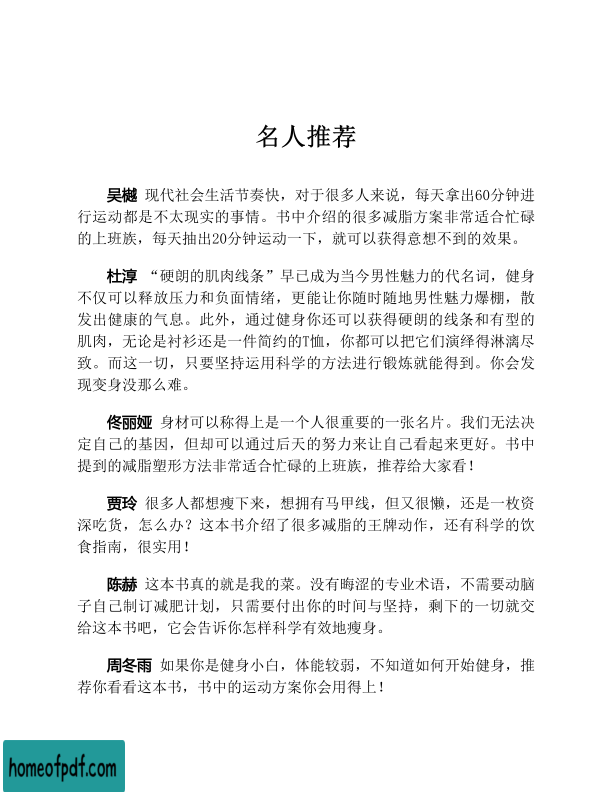 名人推荐
吴樾 现代社会生活节奏快，对于很多人来说，每天拿出60分钟进
行运动都是不太现实的事情。书中介绍的很多减脂方案非常适合忙碌
的上班族，每天抽出20分钟运动一下，就可以获得意想不到的效果。
杜淳 “硬朗的肌肉线条”早已成为当今男性魅力的代名词，健身
不仅可以释放压力和负面情绪，更能让你随时随地男性魅力爆棚，散
发出健康的气息。此外，通过健身你还可以获得硬朗的线条和有型的
肌肉，无论是衬衫还是一件简约的T恤，你都可以把它们演绎得淋漓尽
致。而这一切，只要坚持运用科学的方法进行锻炼就能得到。你会发
现变身没那么难。
佟丽娅 身材可以称得上是一个人很重要的一张名片。我们无法决
定自己的基因，但却可以通过后天的努力来让自己看起来更好。书中
提到的减脂塑形方法非常适合忙碌的上班族，推荐给大家看！
贾玲 很多人都想瘦下来，想拥有马甲线，但又很懒，还是一枚资
深吃货，怎么办？这本书介绍了很多减脂的王牌动作，还有科学的饮
食指南，很实用！
陈赫 这本书真的就是我的菜。没有晦涩的专业术语，不需要动脑
子自己制订减肥计划，只需要付出你的时间与坚持，剩下的一切就交
给这本书吧，它会告诉你怎样科学有效地瘦身。
周冬雨 如果你是健身小白，体能较弱，不知道如何开始健身，推
荐你看看这本书，书中的运动方案你会用得上！
homeofpdf.com